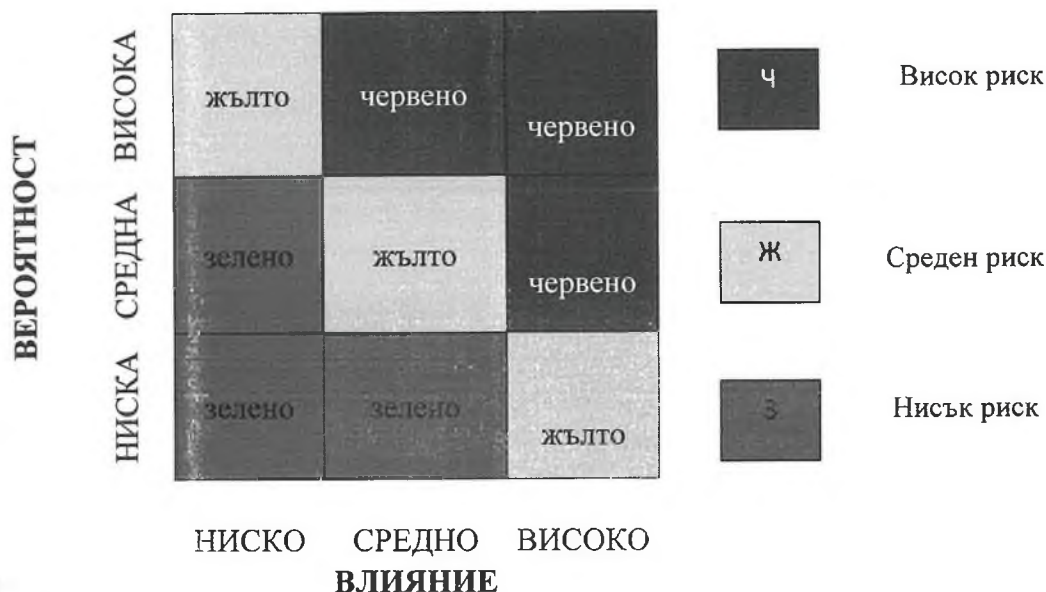 ВЕРОЯТНОСТ
ВИСОКА
СРЕДНА
НИСКА
жълто
червено
червено
зелено
жълто
червено
зелено
зелено
жълто
НИСКО СРЕДНО ВИСОКО
ВЛИЯНИЕ
Ч Висок риск
Ж Среден риск
З Нисък риск